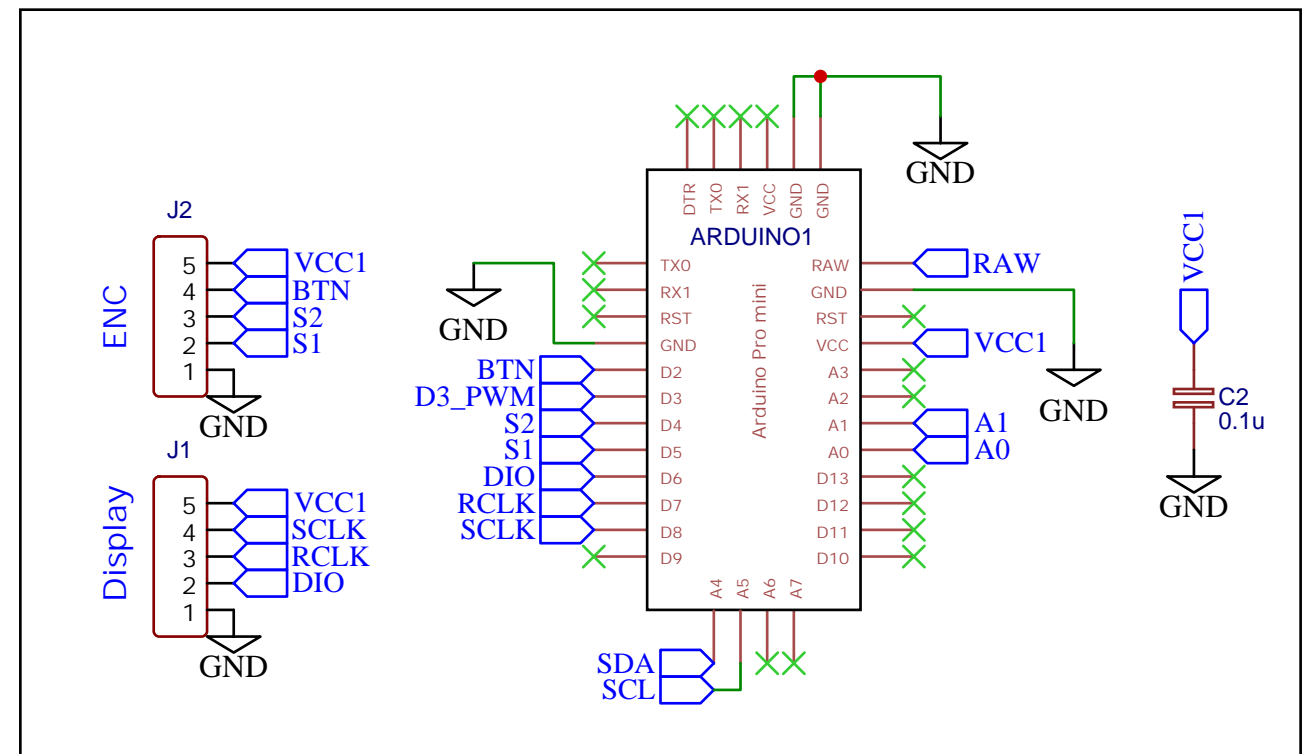 J2
ENC
5 VCC1
4 BTN
3 S2
2 S1
1
GND
J1
Display
5 VCC1
4 SCLK
3 RCLK
2 DIO
1
GND
DTR TX0 RX1 VCC GND GND
GND
ARDUINO1
Arduino Pro mini
GND
TX0
RX1
RST
GND
BTN D2
D3_PWM D3
S2 D4
S1 D5
DIO D6
RCLK D7
SCLK D8
D9
RAW RAW
GND
RST
VCC VCC1
A3
A2
A1 A1
A0 A0
D13
D12
D11
D10
GND
A4 A5 A6 A7
SDA
SCL
VCC1
C2
0.1u
GND